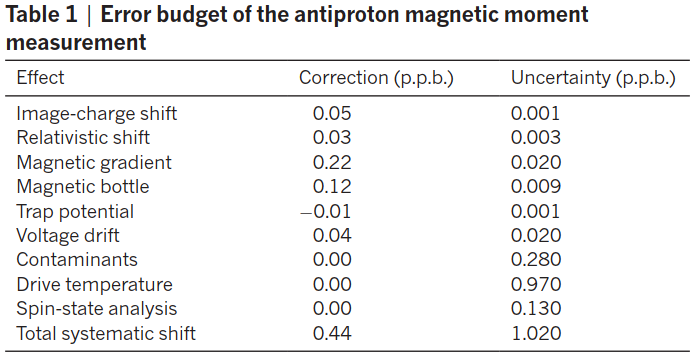 Table 1 | Error budget of the antiproton magnetic moment
measurement
Effect Correction (p.p.b.) Uncertainty (p.p.b.)
Image-charge shift 0.05 0.001
Relativistic shift 0.03 0.003
Magnetic gradient 0.22 0.020
Magnetic bottle 0.12 0.009
Trap potential −0.01 0.001
Voltage drift 0.04 0.020
Contaminants 0.00 0.280
Drive temperature 0.00 0.970
Spin-state analysis 0.00 0.130
Total systematic shift 0.44 1.020